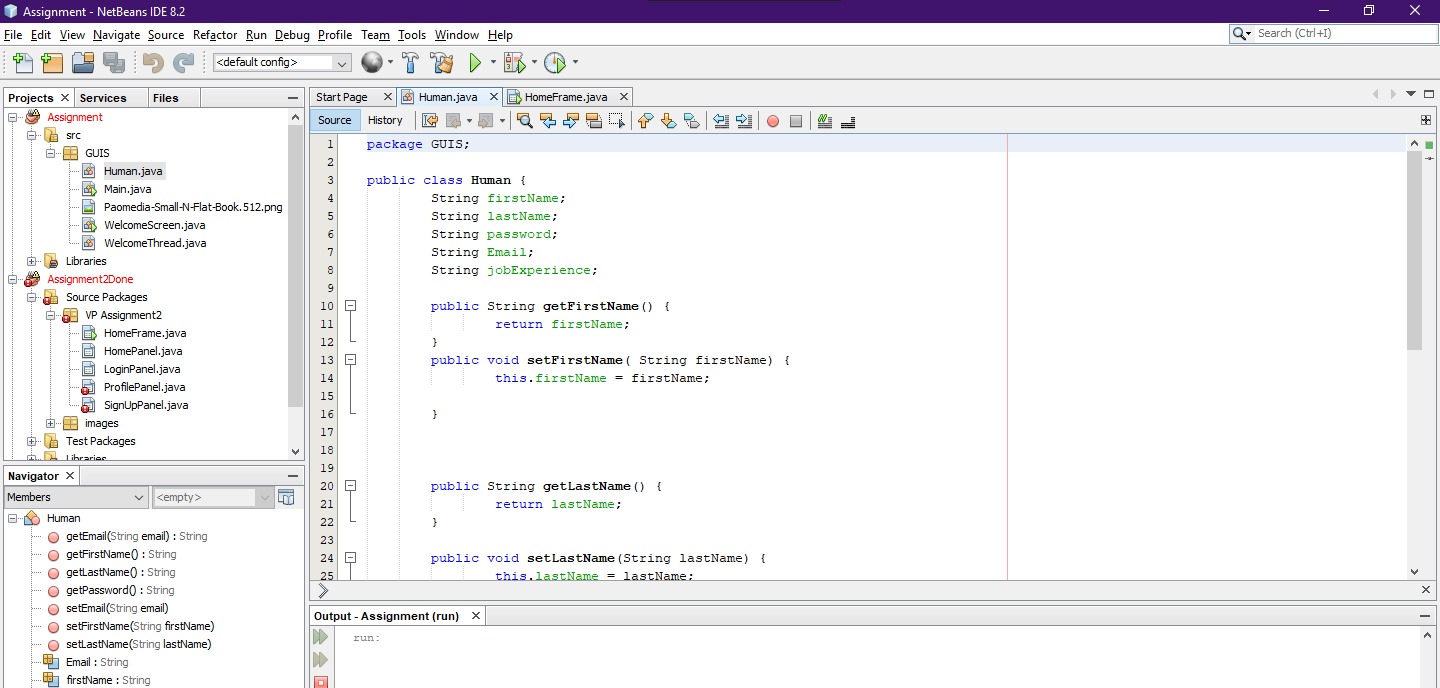 Assignment - NetBeans IDE 8.2
File Edit View Navigate Source Refactor Run Debug Profile Team Tools Window Help
Search (Ctrl+I)
<default config>
Projects Services Files
Assignment
src
GUIS
Human.java
Main.java
Paomedia-Small-N-Flat-Book.512.png
WelcomeScreen.java
WelcomeThread.java
Libraries
Assignment2Done
Source Packages
VP Assignment2
HomeFrame.java
HomePanel.java
LoginPanel.java
ProfilePanel.java
SignUpPanel.java
images
Test Packages
Libraries
Navigator
Members <empty>
Human
getEmail(String email) : String
getFirstName() : String
getLastName() : String
getPassword() : String
setEmail(String email)
setFirstName(String firstName)
setLastName(String lastName)
Email : String
firstName : String
Start Page Human.java HomeFrame.java
Source History
1 package GUIS;
2
3 public class Human {
4 String firstName;
5 String lastName;
6 String password;
7 String Email;
8 String jobExperience;
9
10 public String getFirstName() {
11 return firstName;
12 }
13 public void setFirstName( String firstName) {
14 this.firstName = firstName;
15
16 }
17
18
19
20 public String getLastName() {
21 return lastName;
22 }
23
24 public void setLastName(String lastName) {
25 this.lastName = lastName;
Output - Assignment (run)
run: